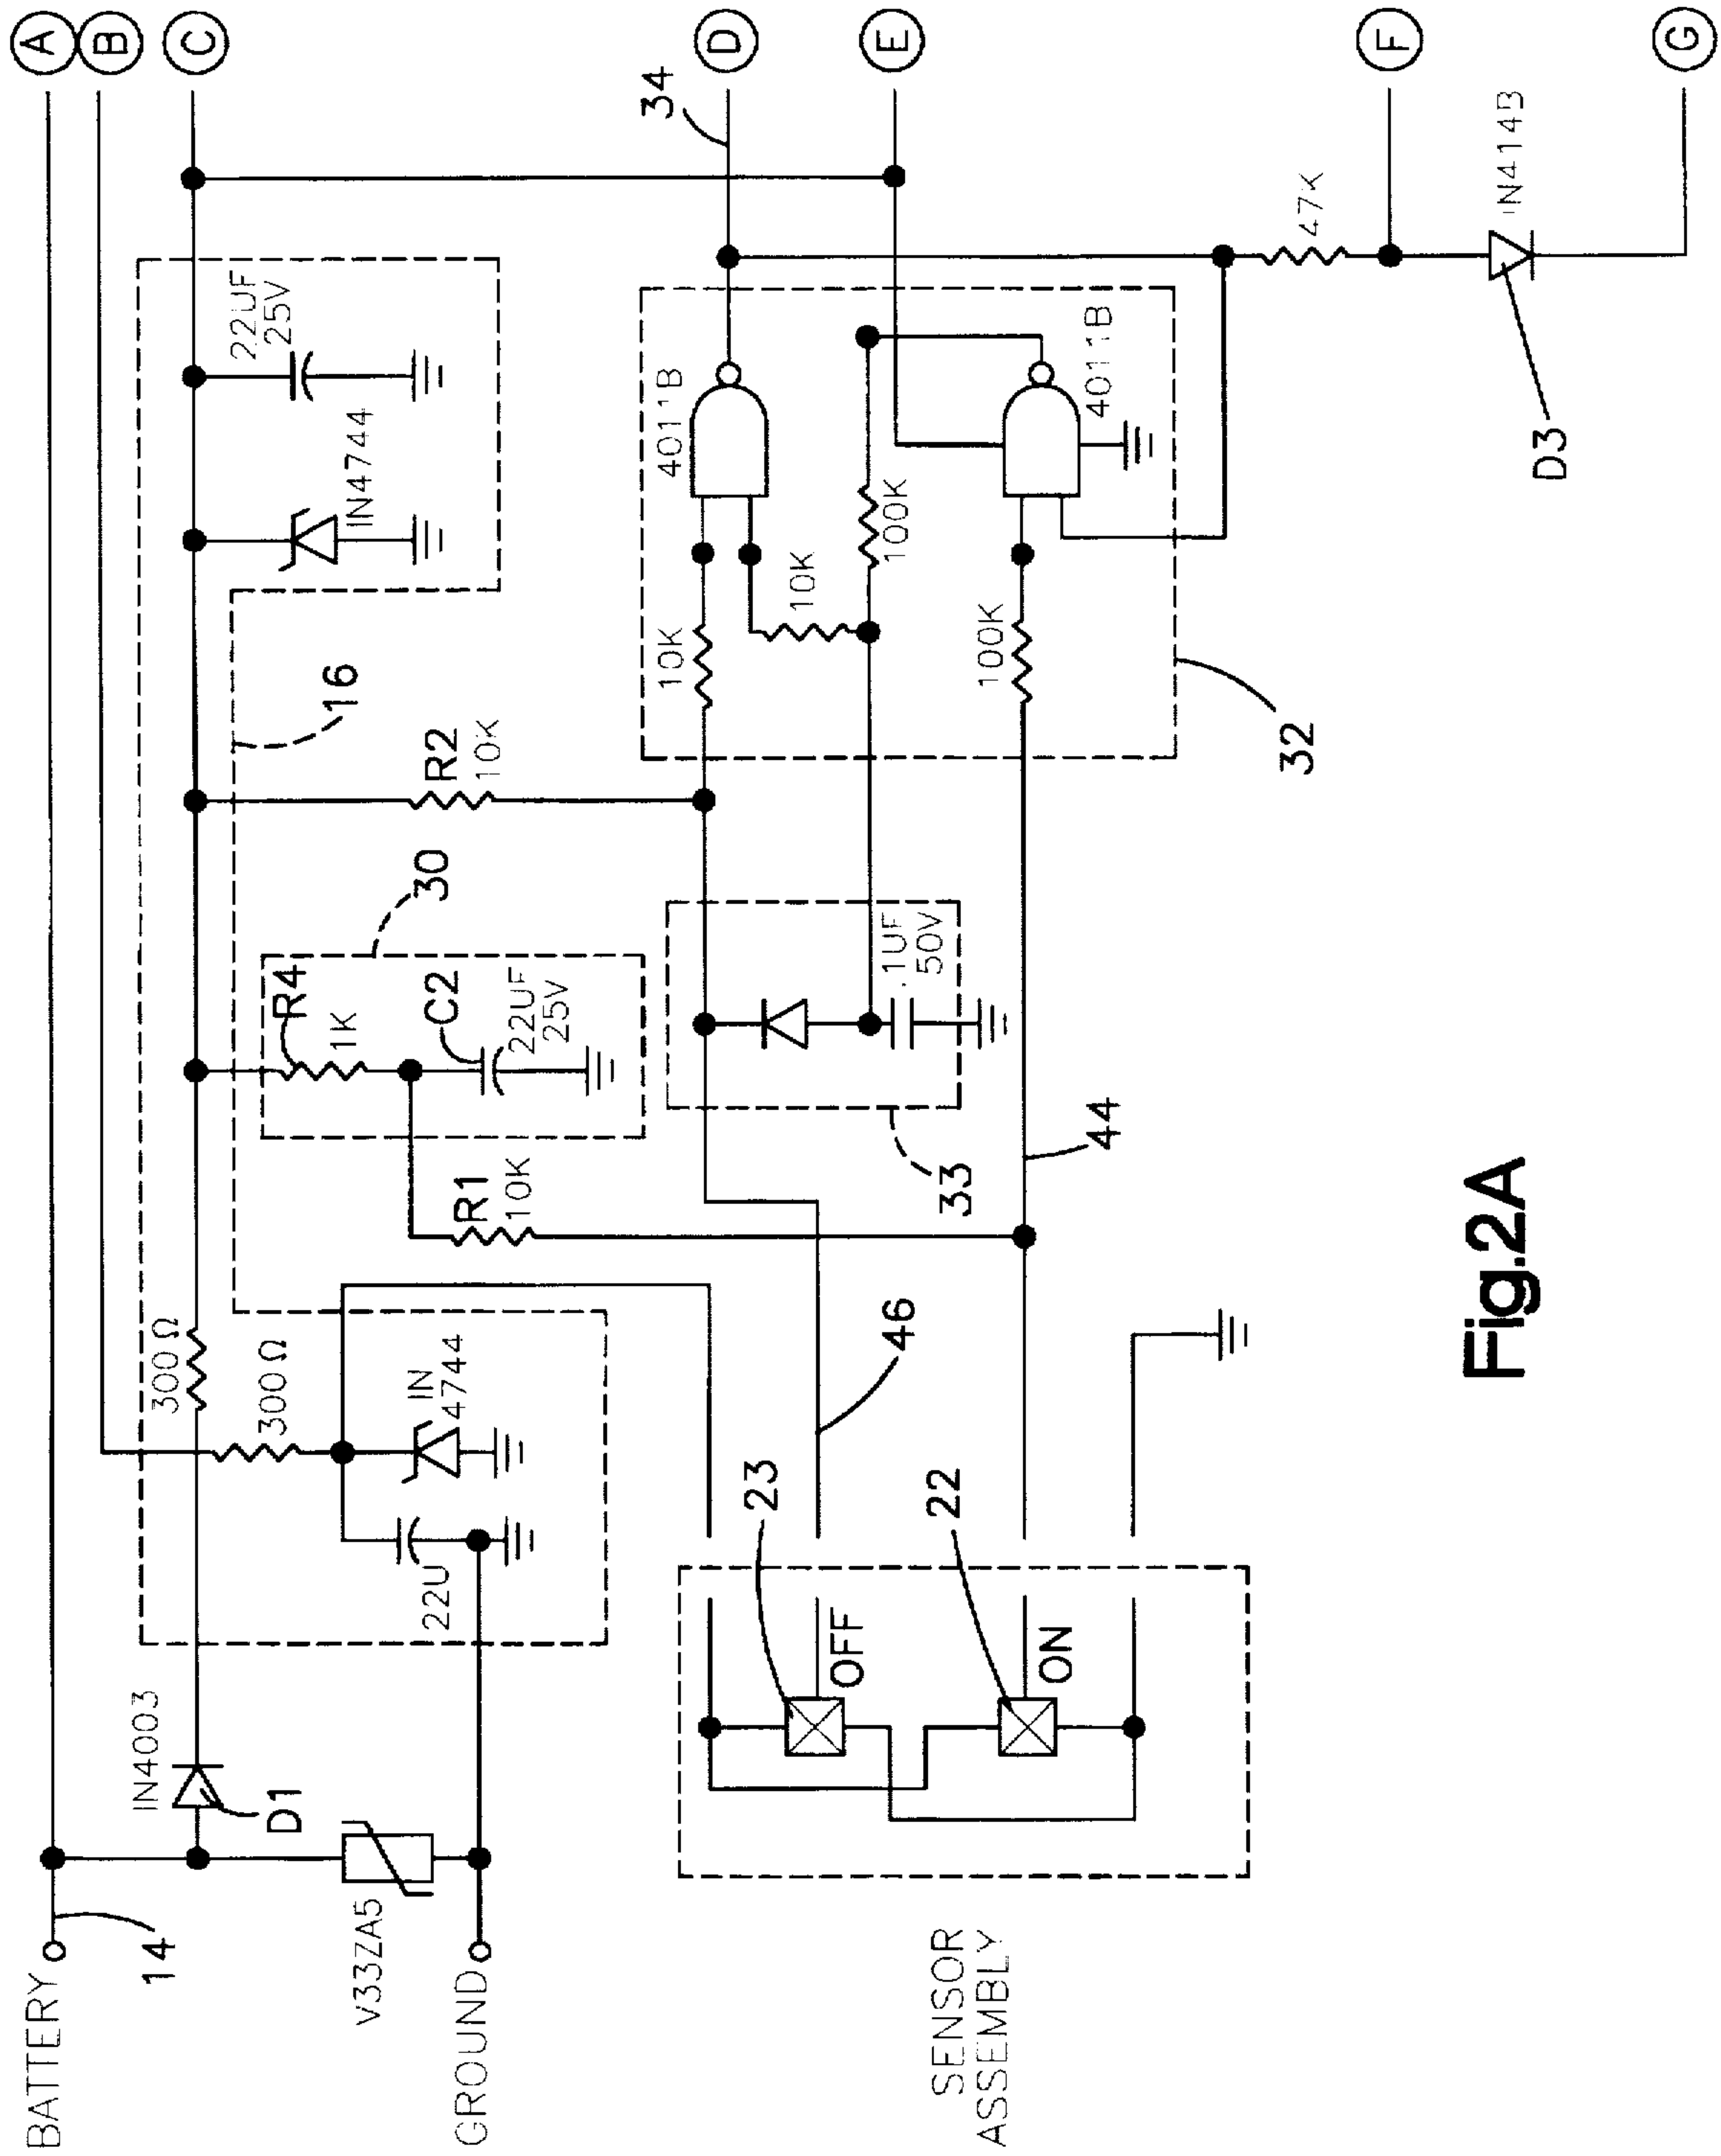 A
B
C
D
E
F
G
BATTERY
14
IN4003
D1
V33ZA5
GROUND
300Ω
300Ω
IN
4744
22U
16
IN4744
22UF
25V
R4
1K
C2
22UF
25V
30
R1
10K
R2
10K
33
.1UF
50V
46
44
10K
10K
100K
100K
4011B
4011B
32
34
47K
IN414B
D3
23
OFF
22
ON
SENSOR
ASSEMBLY
Fig.2A